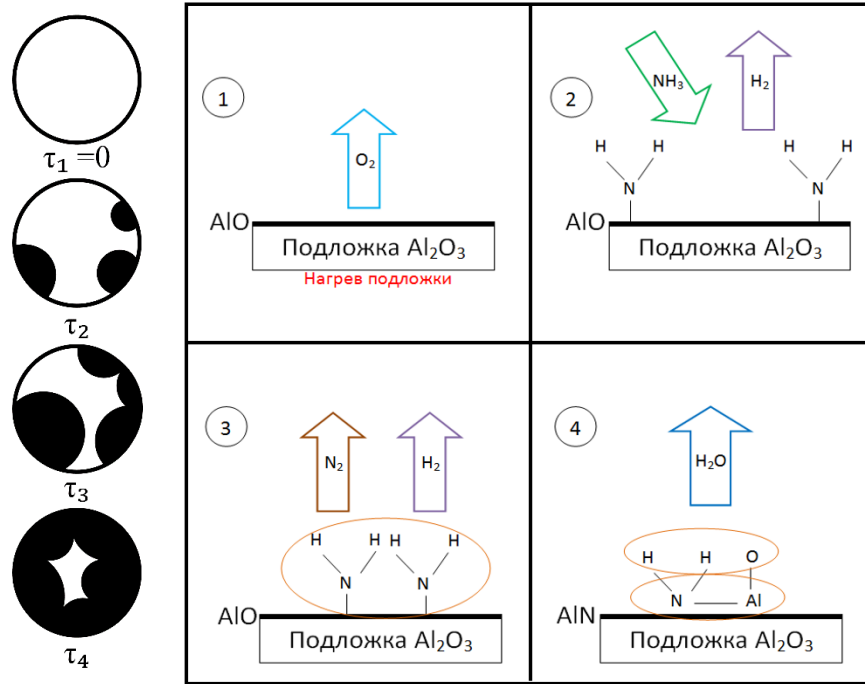 τ₁ =0
τ₂
τ₃
τ₄
1
O₂
AlO
Подложка Al₂O₃
Нагрев подложки
2
NH₃
H₂
H H H H
N N
AlO
Подложка Al₂O₃
3
N₂ H₂
H H H H
N N
AlO
Подложка Al₂O₃
4
H₂O
H H O
N Al
AlN
Подложка Al₂O₃